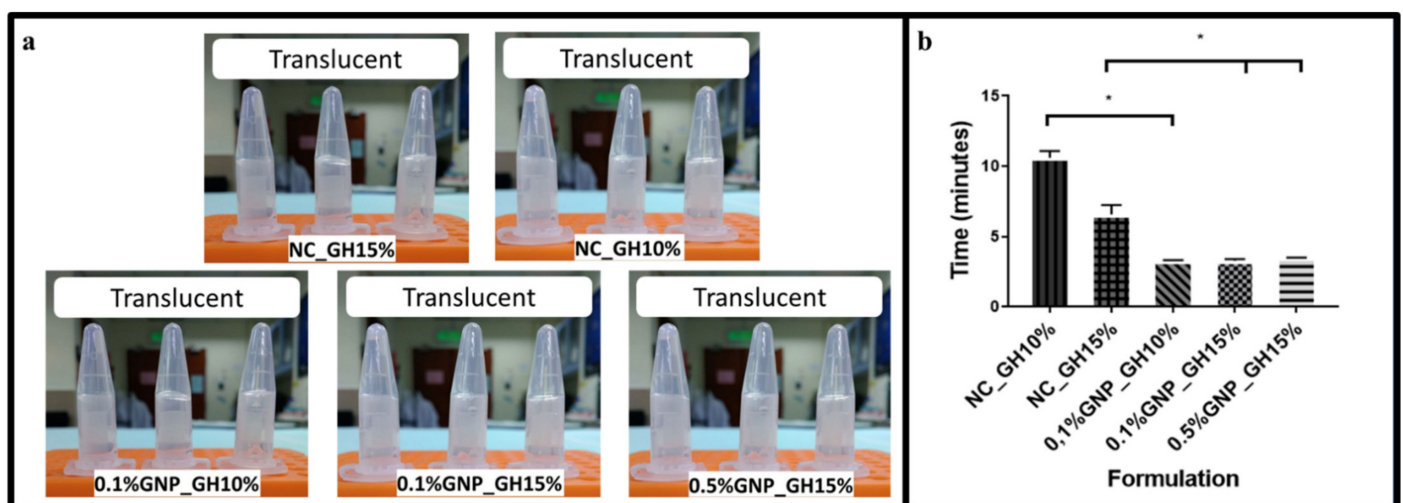 a
Translucent
Translucent
NC_GH15%
NC_GH10%
Translucent
Translucent
Translucent
0.1%GNP_GH10%
0.1%GNP_GH15%
0.5%GNP_GH15%
b
*
*
Time (minutes)
15
10
5
0
NC_GH10%
NC_GH15%
0,1%GNP_GH10%
0.1%GNP_GH15%
0.5%GNP_GH15%
Formulation